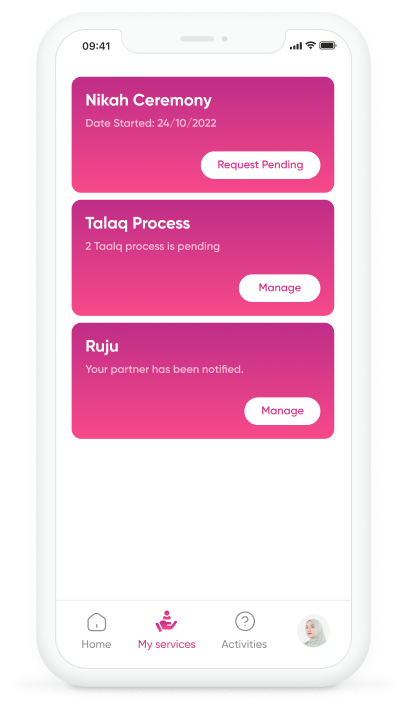 09:41
Nikah Ceremony
Date Started: 24/10/2022
Request Pending
Talaq Process
2 Taalq process is pending
Manage
Ruju
Your partner has been notified.
Manage
Home
My services
Activities